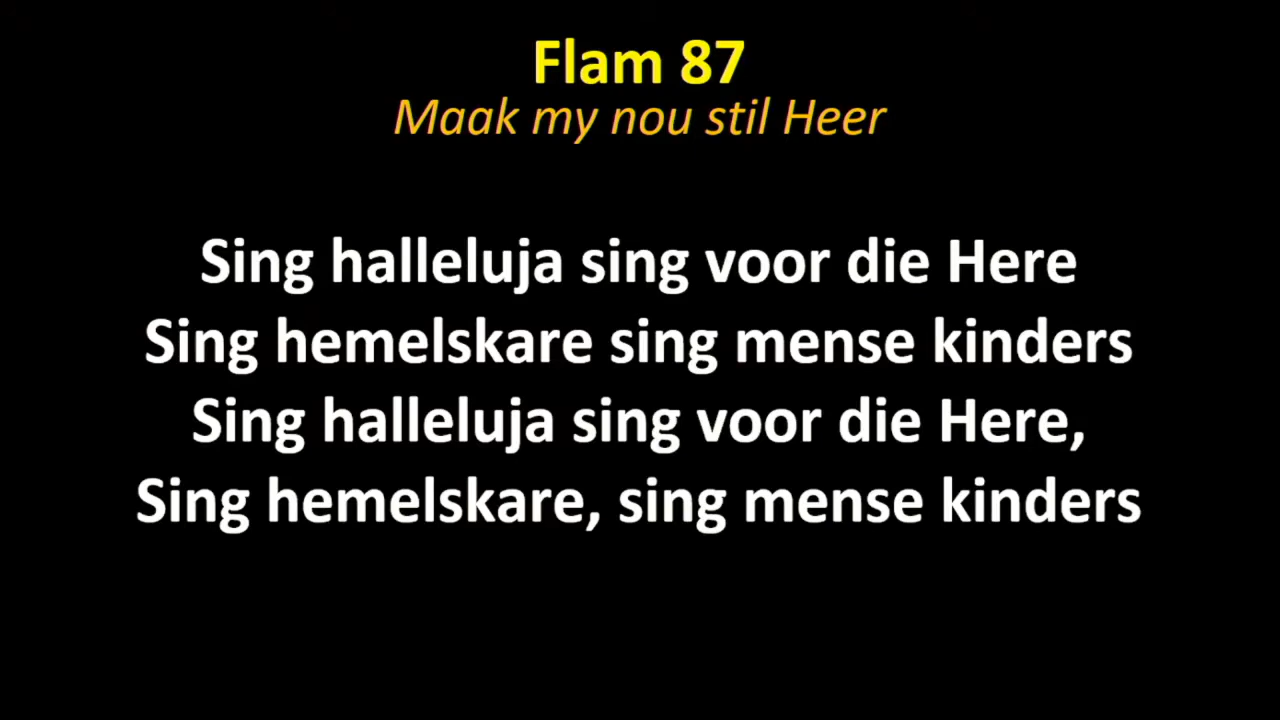 Flam 87
Maak my nou stil Heer
Sing halleluja sing voor die Here
Sing hemelskare sing mense kinders
Sing halleluja sing voor die Here,
Sing hemelskare, sing mense kinders